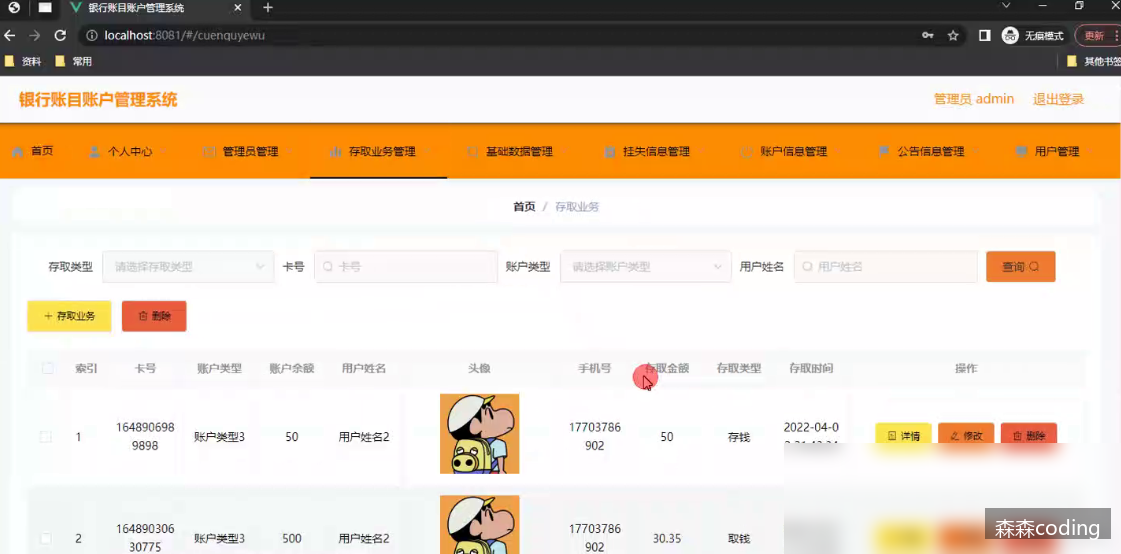 银行账目账户管理系统
localhost:8081/#/cuenquyewu
无痕模式
更新
资料
常用
其他书签
银行账目账户管理系统
管理员 admin
退出登录
首页
个人中心
管理员管理
存取业务管理
基础数据管理
挂失信息管理
账户信息管理
公告信息管理
用户管理
首页 / 存取业务
存取类型
请选择存取类型
卡号
卡号
账户类型
请选择账户类型
用户姓名
用户姓名
查询
+ 存取业务
删除
索引
卡号
账户类型
账户余额
用户姓名
头像
手机号
存取金额
存取类型
存取时间
操作
1
164890698
9898
账户类型3
50
用户姓名2
17703786
902
50
存钱
2022-04-0
详情
修改
删除
2
164890306
30775
账户类型3
500
用户姓名2
17703786
902
30.35
取钱
森森coding